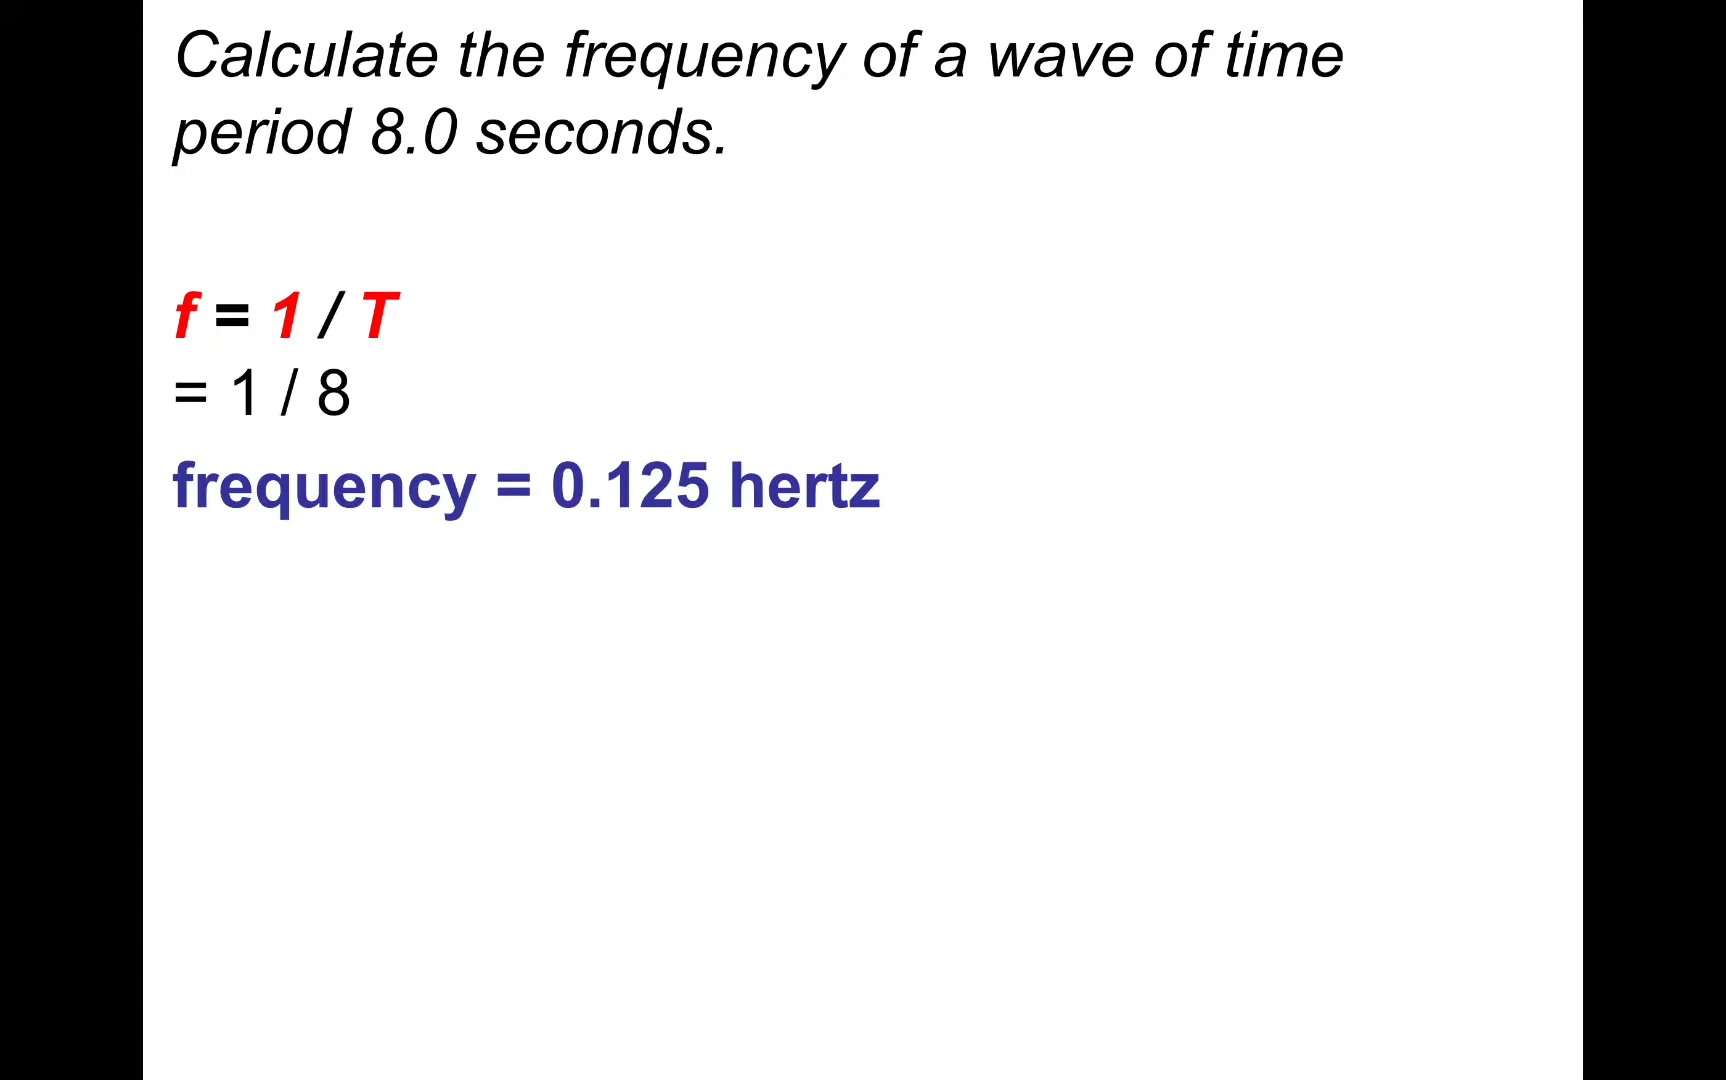 Calculate the frequency of a wave of time
period 8.0 seconds.
f = 1 / T
= 1 / 8
frequency = 0.125 hertz